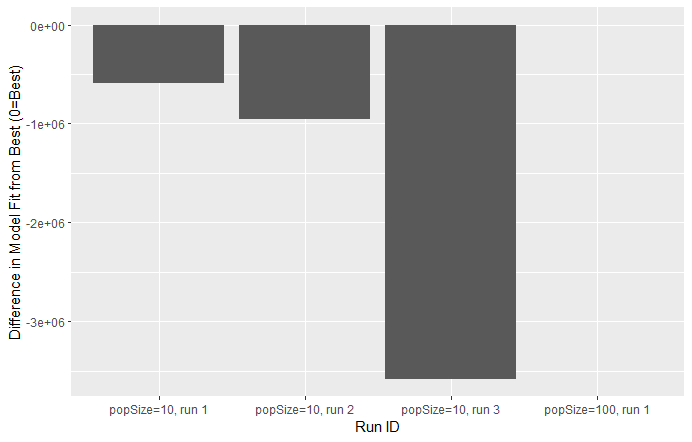 Difference in Model Fit from Best (0=Best)
0e+00
-1e+06
-2e+06
-3e+06
popSize=10, run 1
popSize=10, run 2
popSize=10, run 3
popSize=100, run 1
Run ID